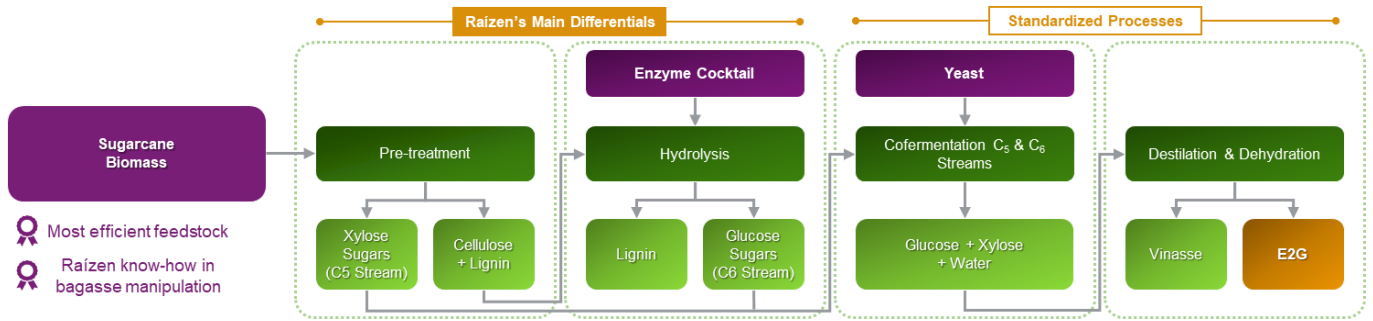 Raízen's Main Differentials
Standardized Processes
Enzyme Cocktail
Yeast
Sugarcane
Biomass
Pre-treatment
Hydrolysis
Cofermentation C₅ & C₆
Streams
Destilation & Dehydration
Most efficient feedstock
Raízen know-how in
bagasse manipulation
Xylose
Sugars
(C5 Stream)
Cellulose
+ Lignin
Lignin
Glucose
Sugars
(C6 Stream)
Glucose + Xylose
+ Water
Vinasse
E2G